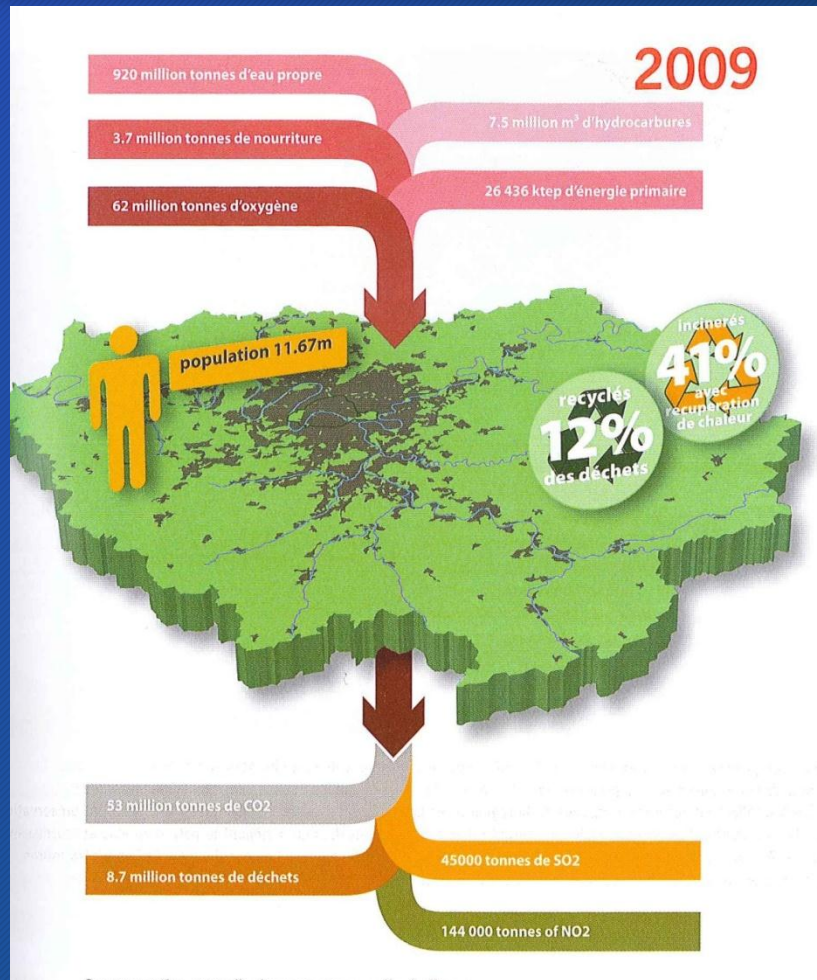 2009
920 million tonnes d'eau propre
7.5 million m³ d'hydrocarbures
3.7 million tonnes de nourriture
26 436 ktep d'énergie primaire
62 million tonnes d'oxygène
population 11.67m
incinerés
41%
avec
récupération
de chaleur
recyclés
12%
des déchets
53 million tonnes de CO2
45000 tonnes de SO2
8.7 million tonnes de déchets
144 000 tonnes of NO2